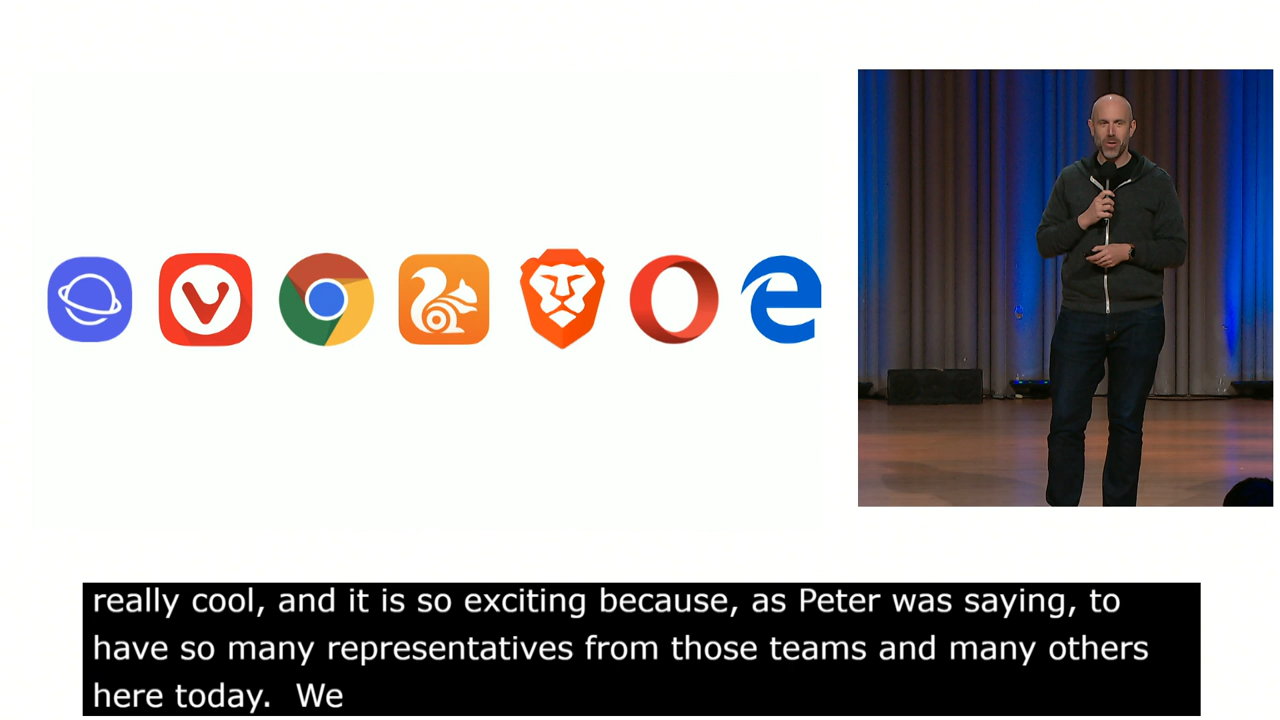 really cool, and it is so exciting because, as Peter was saying, to
have so many representatives from those teams and many others
here today.  We